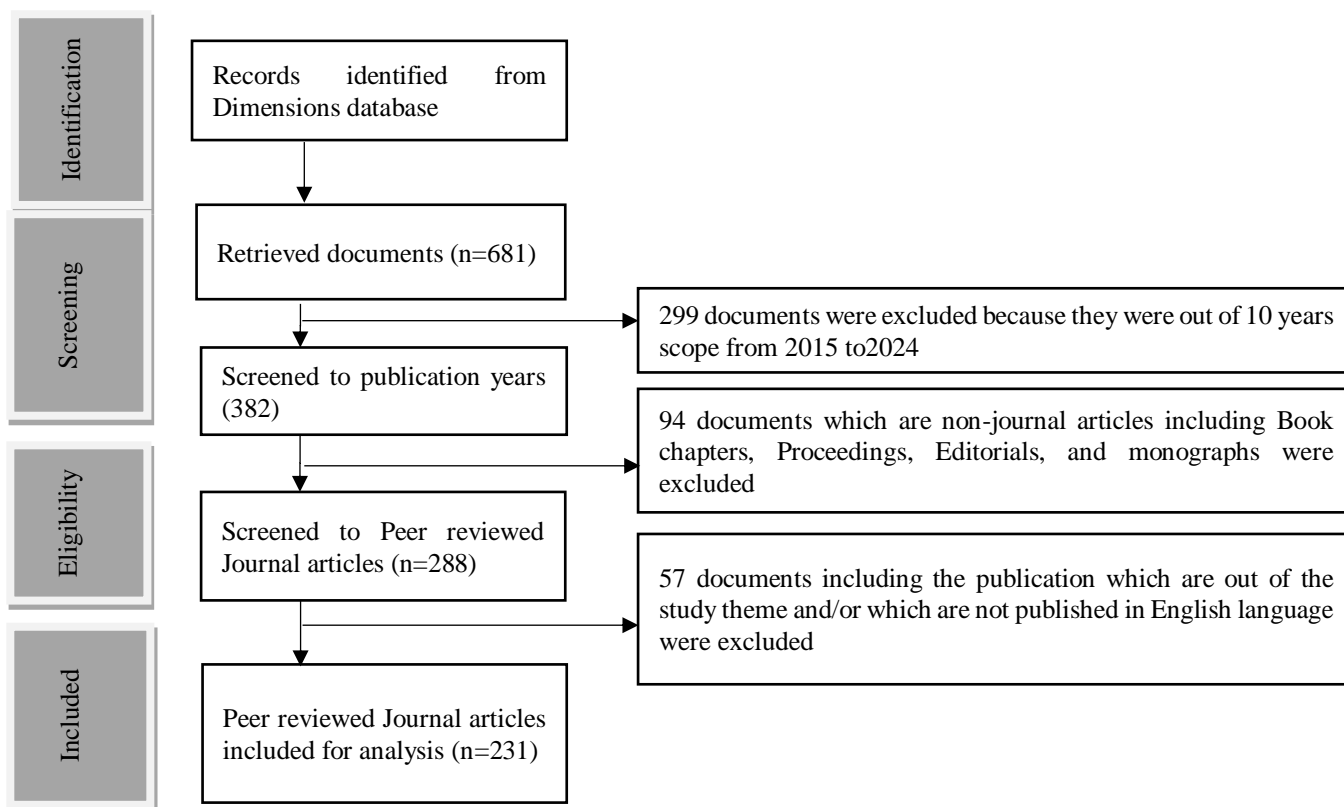 Identification
Records identified from
Dimensions database
Screening
Retrieved documents (n=681)
299 documents were excluded because they were out of 10 years
scope from 2015 to2024
Screened to publication years
(382)
94 documents which are non-journal articles including Book
chapters, Proceedings, Editorials, and monographs were
excluded
Eligibility
Screened to Peer reviewed
Journal articles (n=288)
57 documents including the publication which are out of the
study theme and/or which are not published in English language
were excluded
Included
Peer reviewed Journal articles
included for analysis (n=231)